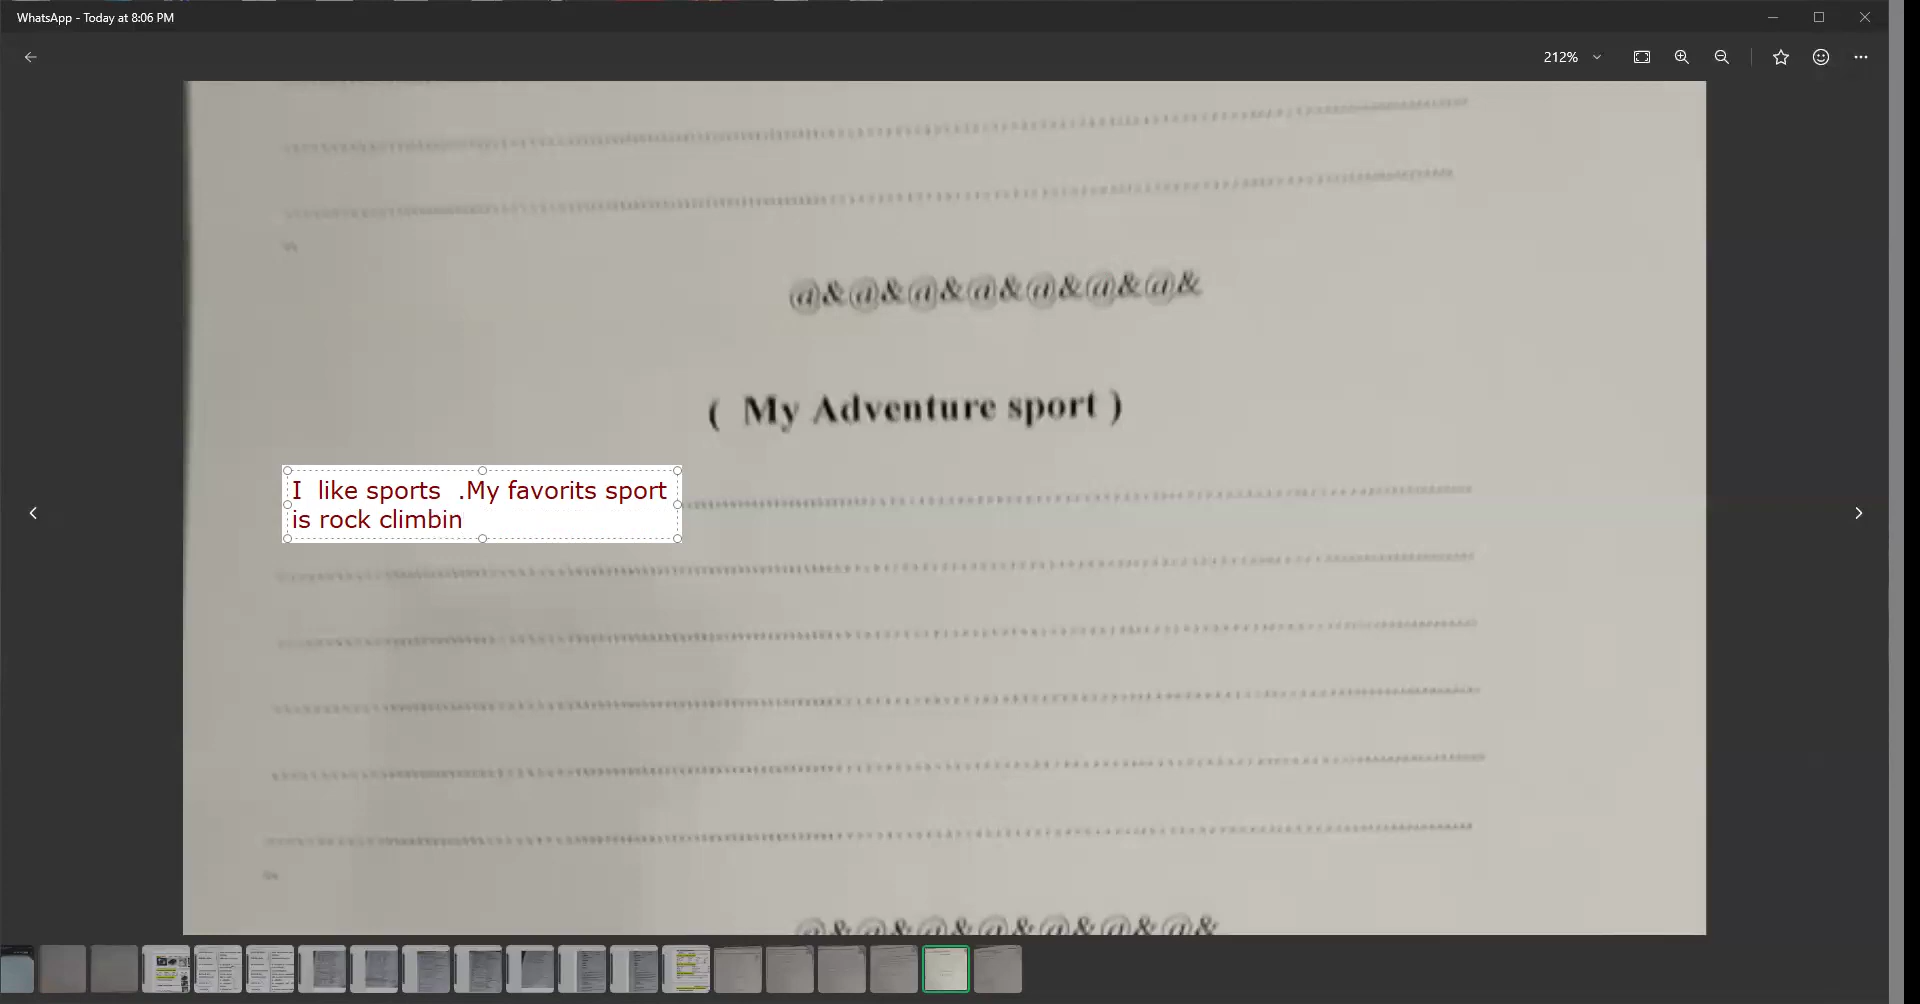 WhatsApp - Today at 8:06 PM
212%
@&@&@&@&@&@&@&
( My Adventure sport )
I like sports .My favorits sport
is rock climbin
@&@&@&@&@&@&@&